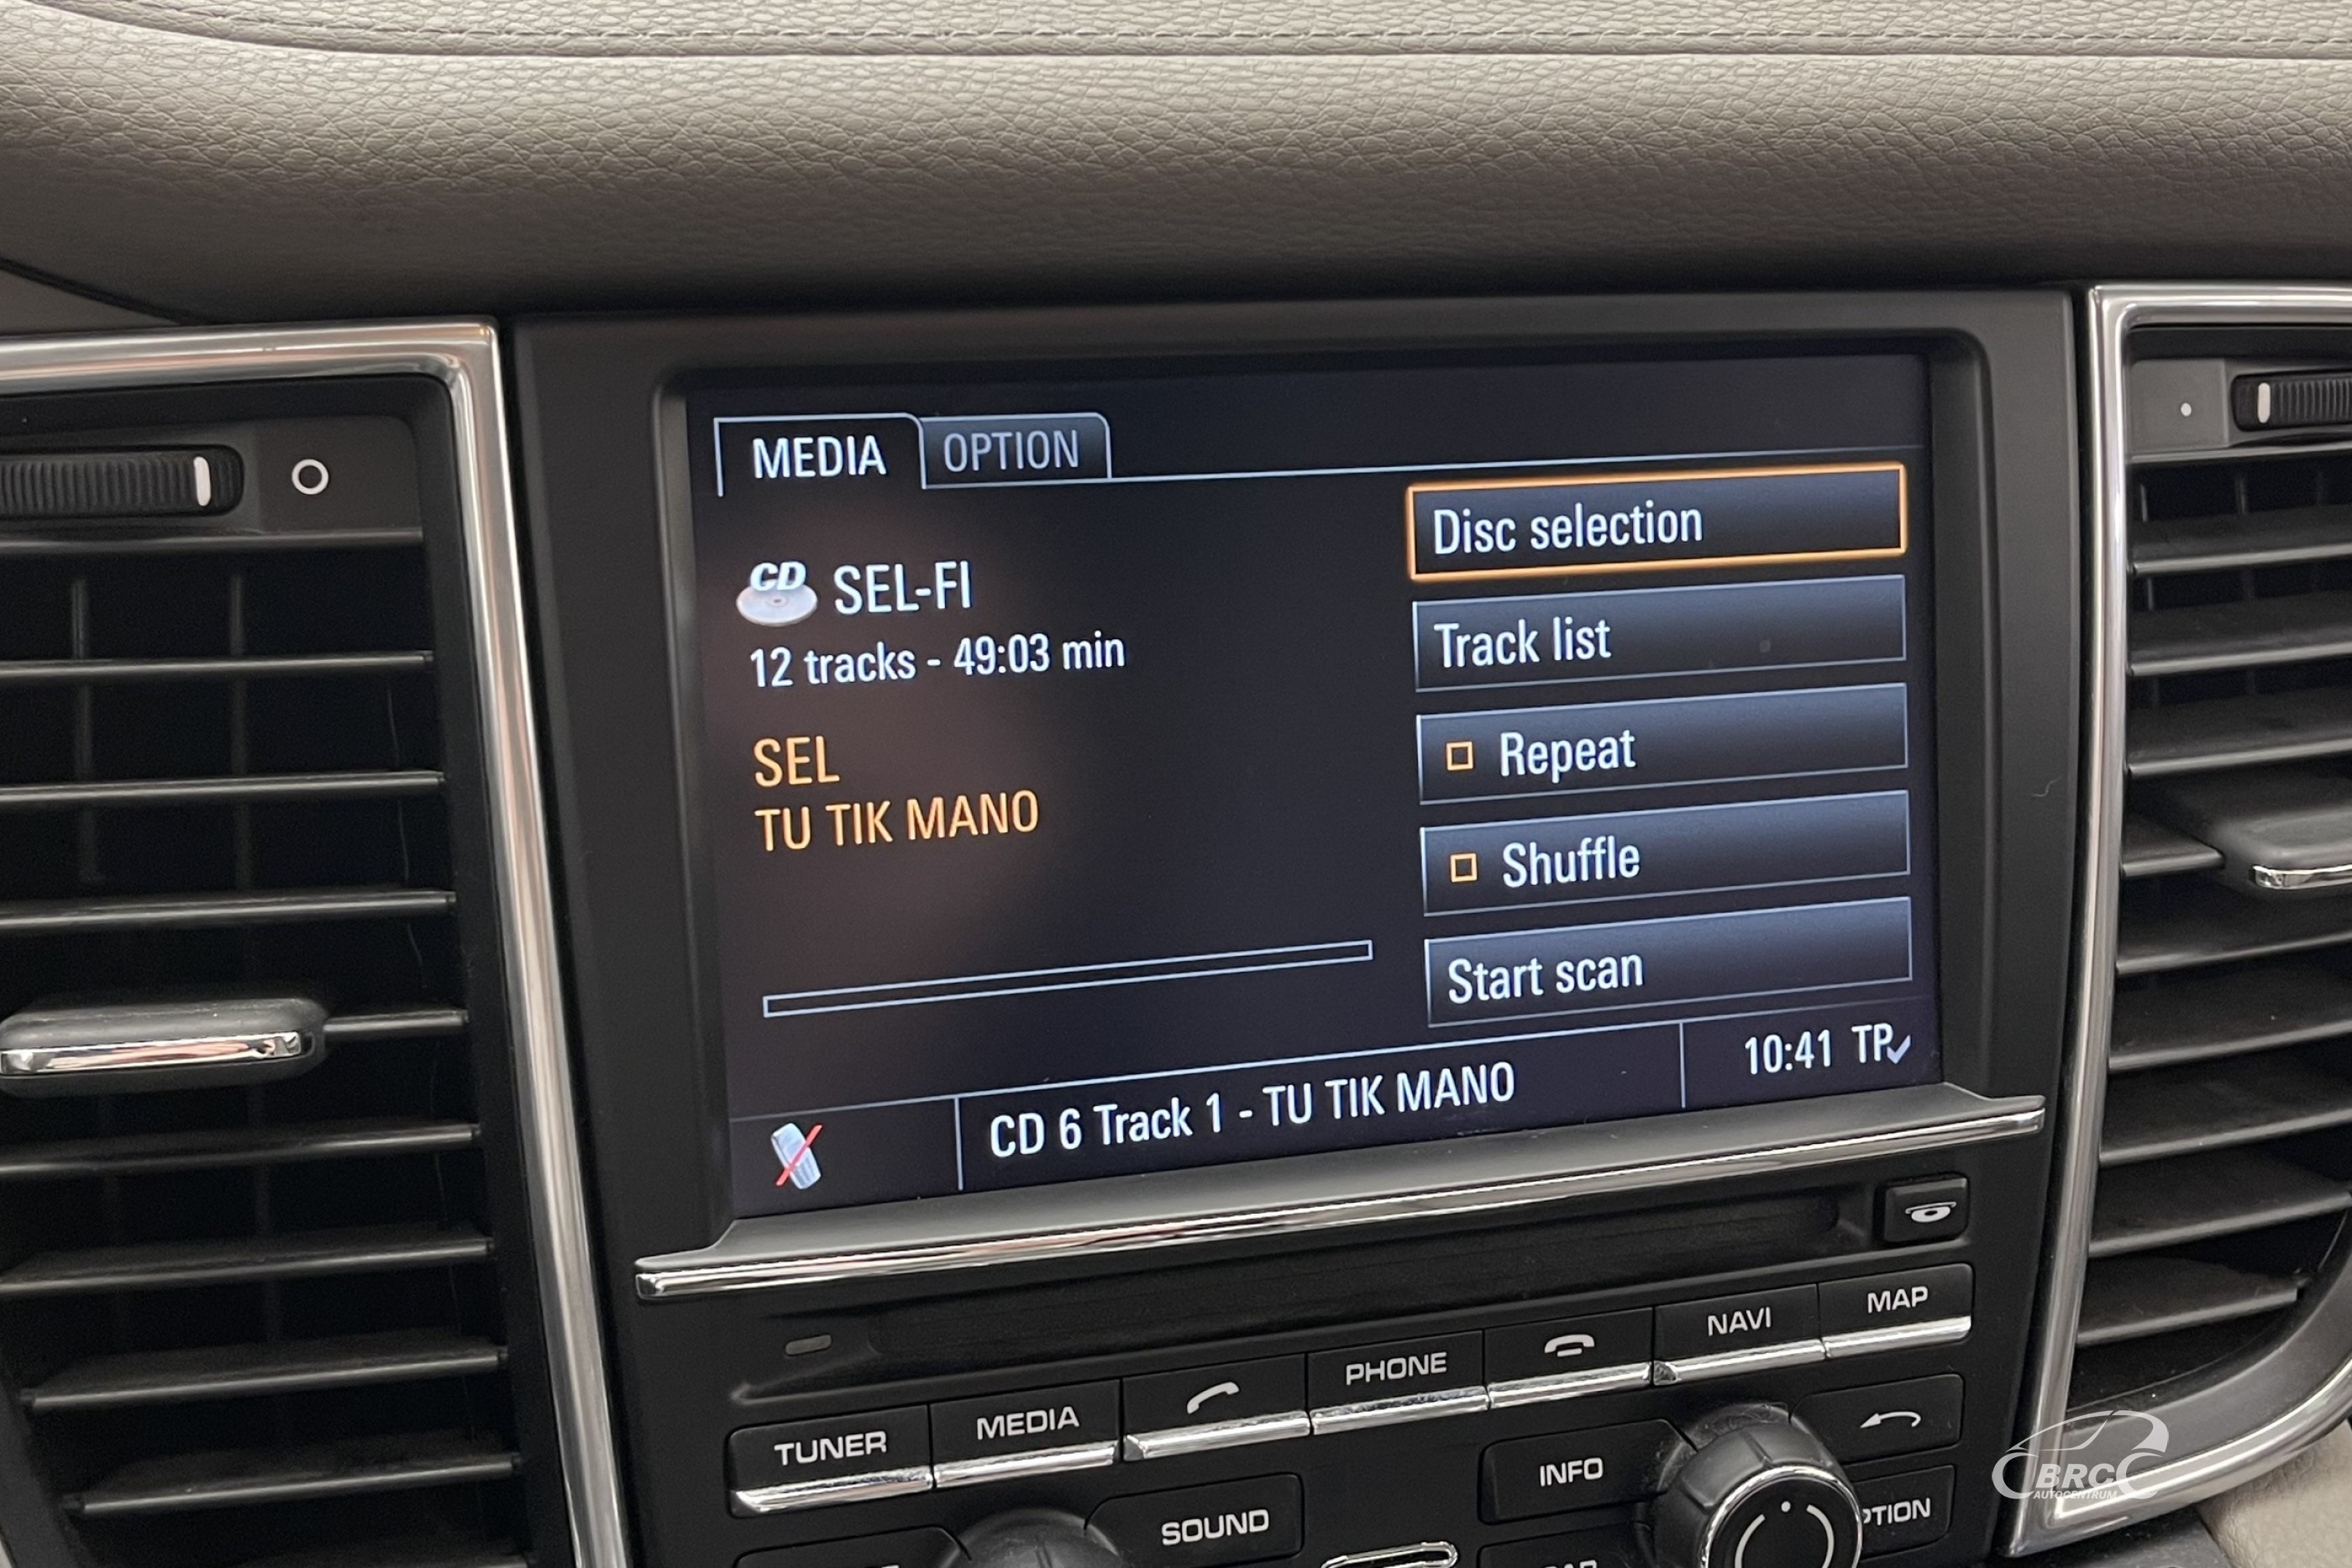 MEDIA
OPTION
CD
SEL-FI
12 tracks - 49:03 min
SEL
TU TIK MANO
Disc selection
Track list
Repeat
Shuffle
Start scan
CD 6 Track 1 - TU TIK MANO
10:41 TP
TUNER
MEDIA
PHONE
NAVI
MAP
SOUND
INFO
BRC
AUTOCENTRUM